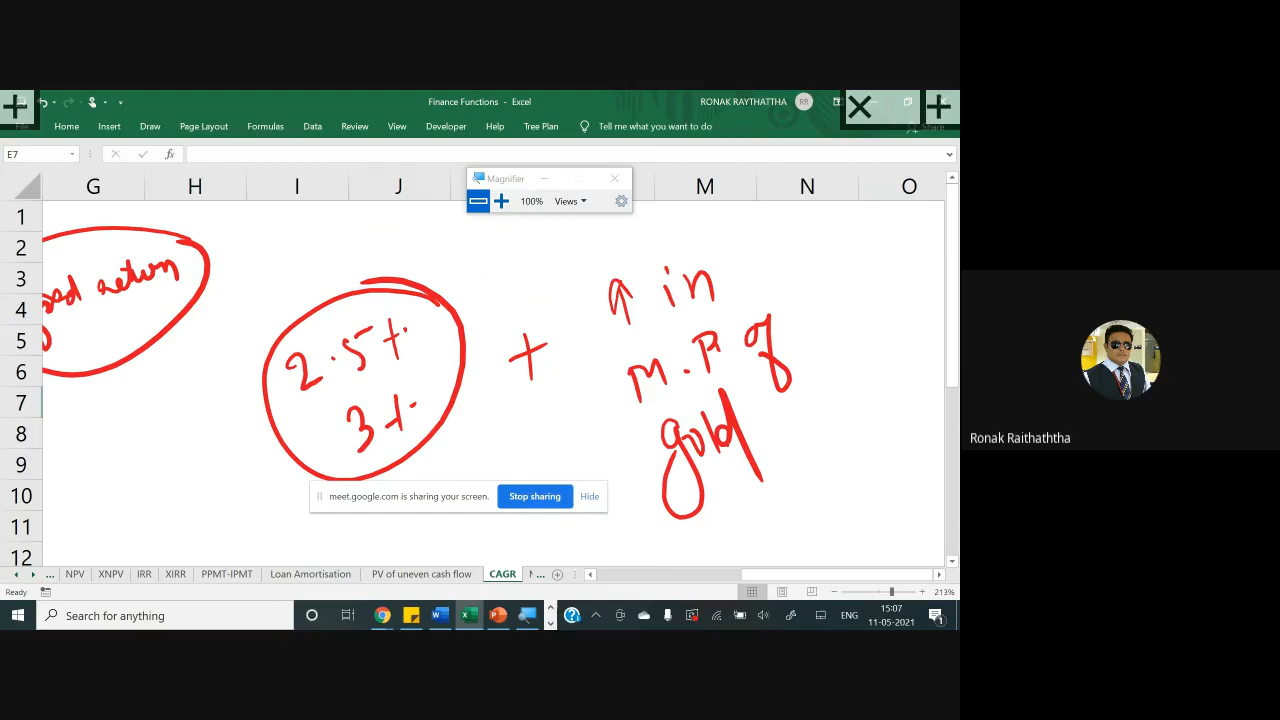 Finance Functions - Excel
RONAK RAYTHATTHA
RR
File Home Insert Draw Page Layout Formulas Data Review View Developer Help Tree Plan Tell me what you want to do
Share
E7
fx
Magnifier
100% Views
G H I J M N O
1
2
3
4
5
6
7
8
9
10
11
12
return
2.5%
3%
+
↑ in
M.P of
gold
meet.google.com is sharing your screen. Stop sharing Hide
... NPV XNPV IRR XIRR PPMT-IPMT Loan Amortisation PV of uneven cash flow CAGR ...
Ready
213%
Search for anything
ENG
15:07
11-05-2021
1
Ronak Raithaththa